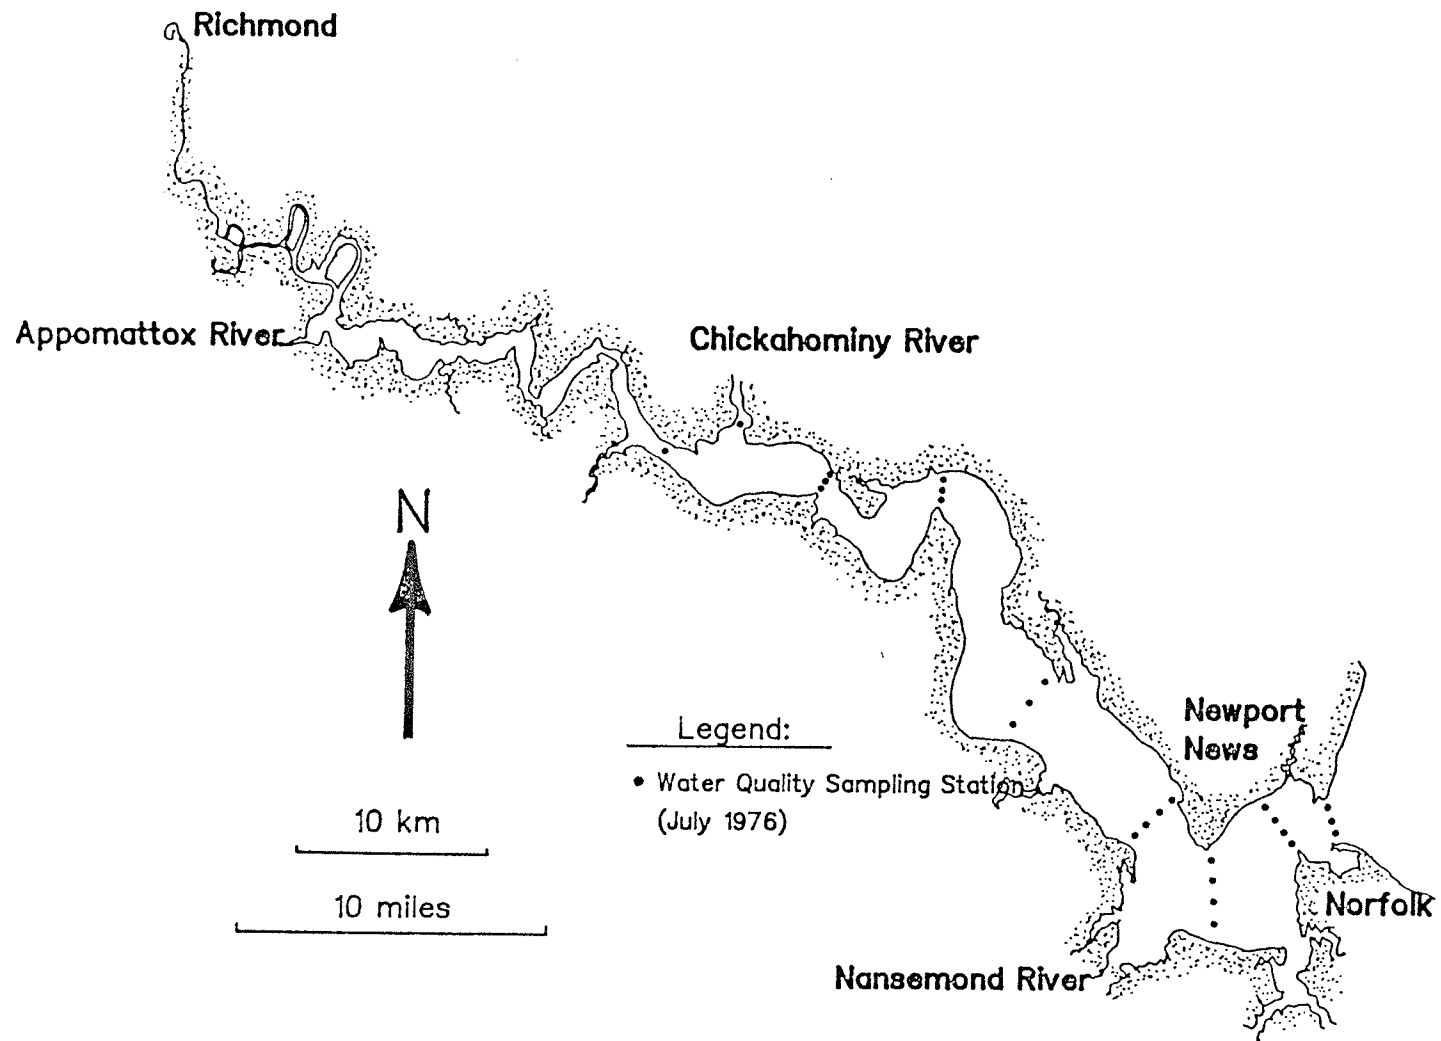 Richmond
Appomattox River
Chickahominy River
N
Newport
News
Legend:
• Water Quality Sampling Station
(July 1976)
10 km
10 miles
Norfolk
Nansemond River